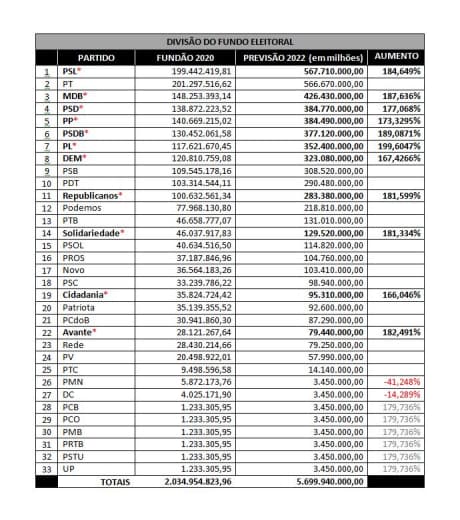 DIVISÃO DO FUNDO ELEITORAL
PARTIDO FUNDÃO 2020 PREVISÃO 2022 (em milhões) AUMENTO
1 PSL* 199.442.419,81 567.710.000,00 184,649%
2 PT 201.297.516,62 566.670.000,00
3 MDB* 148.253.393,14 426.430.000,00 187,636%
4 PSD* 138.872.223,52 384.770.000,00 177,068%
5 PP* 140.669.215,02 384.490.000,00 173,3295%
6 PSDB* 130.452.061,58 377.120.000,00 189,0871%
7 PL* 117.621.670,45 352.400.000,00 199,6047%
8 DEM* 120.810.759,08 323.080.000,00 167,4266%
9 PSB 109.545.178,16 308.520.000,00
10 PDT 103.314.544,11 290.480.000,00
11 Republicanos* 100.632.561,34 283.380.000,00 181,599%
12 Podemos 77.968.130,80 218.810.000,00
13 PTB 46.658.777,07 131.010.000,00
14 Solidariedade* 46.037.917,83 129.520.000,00 181,334%
15 PSOL 40.634.516,50 114.820.000,00
16 PROS 37.187.846,96 104.760.000,00
17 Novo 36.564.183,26 103.410.000,00
18 PSC 33.239.786,22 98.940.000,00
19 Cidadania* 35.824.724,42 95.310.000,00 166,046%
20 Patriota 35.139.355,52 92.600.000,00
21 PCdoB 30.941.860,30 87.290.000,00
22 Avante* 28.121.267,64 79.440.000,00 182,491%
23 Rede 28.430.214,66 79.250.000,00
24 PV 20.498.922,01 57.990.000,00
25 PTC 9.498.596,58 14.140.000,00
26 PMN 5.872.173,76 3.450.000,00 -41,248%
27 DC 4.025.171,90 3.450.000,00 -14,289%
28 PCB 1.233.305,95 3.450.000,00 179,736%
29 PCO 1.233.305,95 3.450.000,00 179,736%
30 PMB 1.233.305,95 3.450.000,00 179,736%
31 PRTB 1.233.305,95 3.450.000,00 179,736%
32 PSTU 1.233.305,95 3.450.000,00 179,736%
33 UP 1.233.305,95 3.450.000,00 179,736%
TOTAIS 2.034.954.823,96 5.699.940.000,00